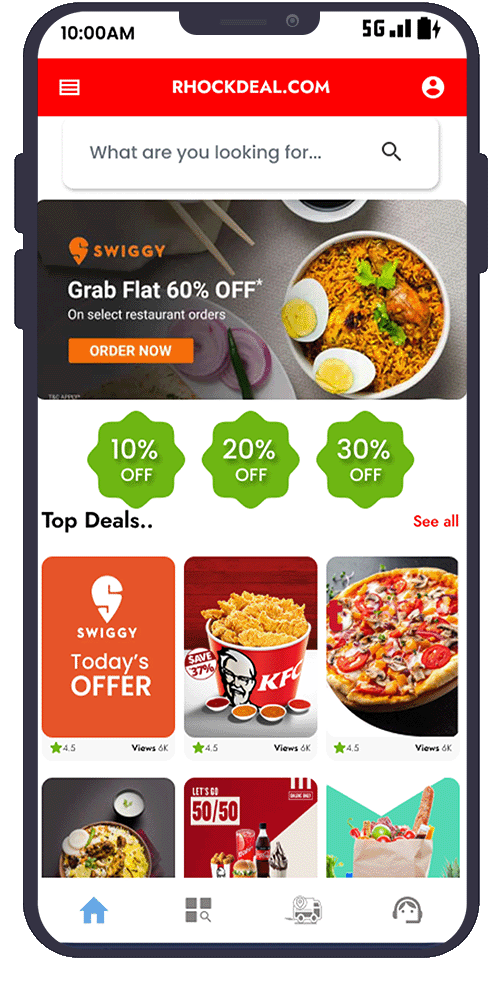 10:00AM 5G
RHOCKDEAL.COM
What are you looking for...
SWIGGY
Grab Flat 60% OFF*
On select restaurant orders
ORDER NOW
T&C APPLY*
10% OFF
20% OFF
30% OFF
Top Deals.. See all
SWIGGY
Today's
OFFER
SAVE
37%
KFC
4.5 Views 6K
4.5 Views 6K
4.5 Views 6K
LET'S GO
50/50